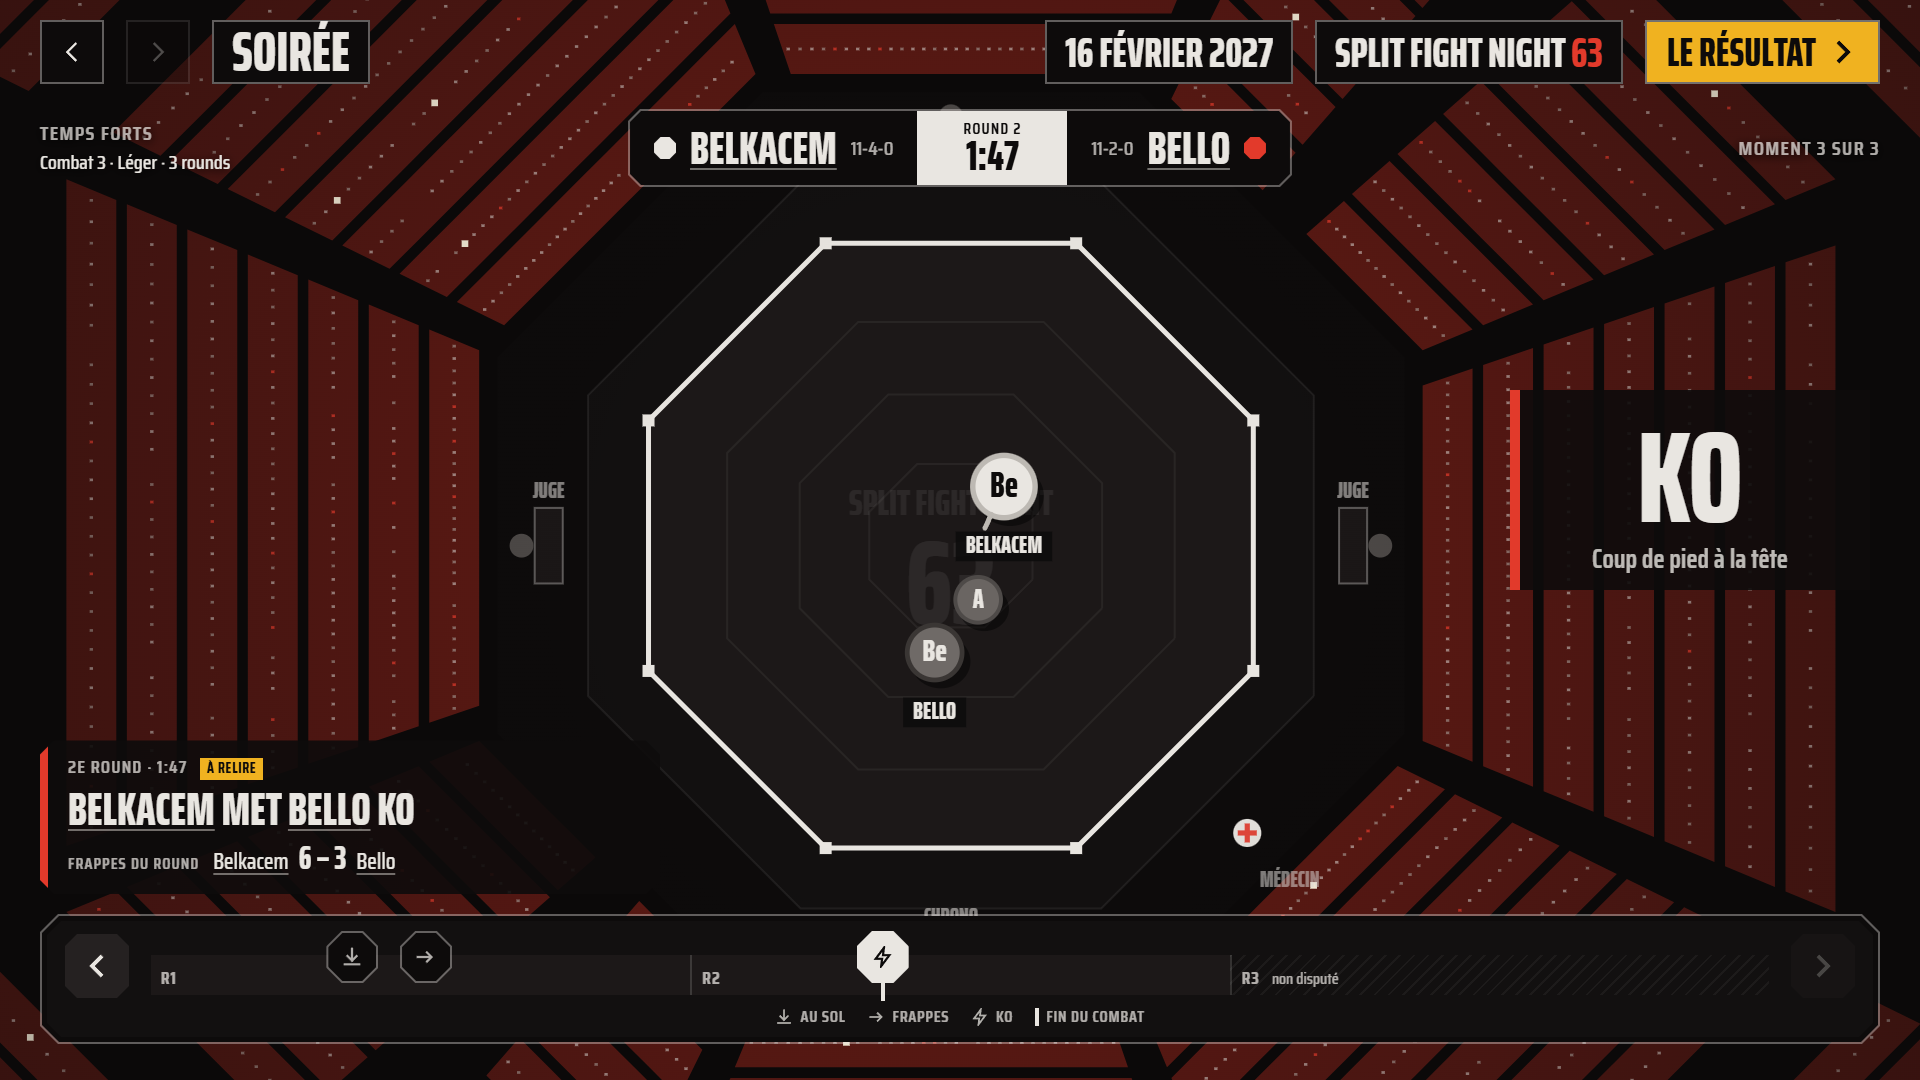 SOIRÉE
16 FÉVRIER 2027
SPLIT FIGHT NIGHT 63
LE RÉSULTAT
TEMPS FORTS
Combat 3 · Léger · 3 rounds
BELKACEM 11-4-0
ROUND 2
1:47
11-2-0 BELLO
MOMENT 3 SUR 3
JUGE
JUGE
SPLIT FIGHT
Be
BELKACEM
A
Be
BELLO
KO
Coup de pied à la tête
2E ROUND · 1:47 À RELIRE
BELKACEM MET BELLO KO
FRAPPES DU ROUND Belkacem 6 – 3 Bello
MÉDECIN
CHRONO
R1
R2
R3 non disputé
AU SOL
FRAPPES
KO
FIN DU COMBAT